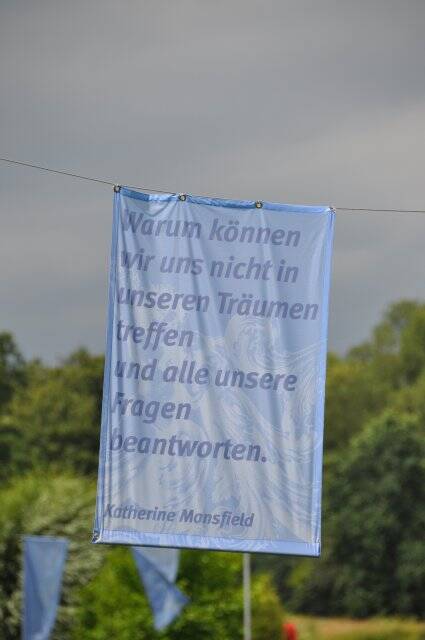 Warum können
wir uns nicht in
unseren Träumen
treffen
und alle unsere
Fragen
beantworten.
Katherine Mansfield